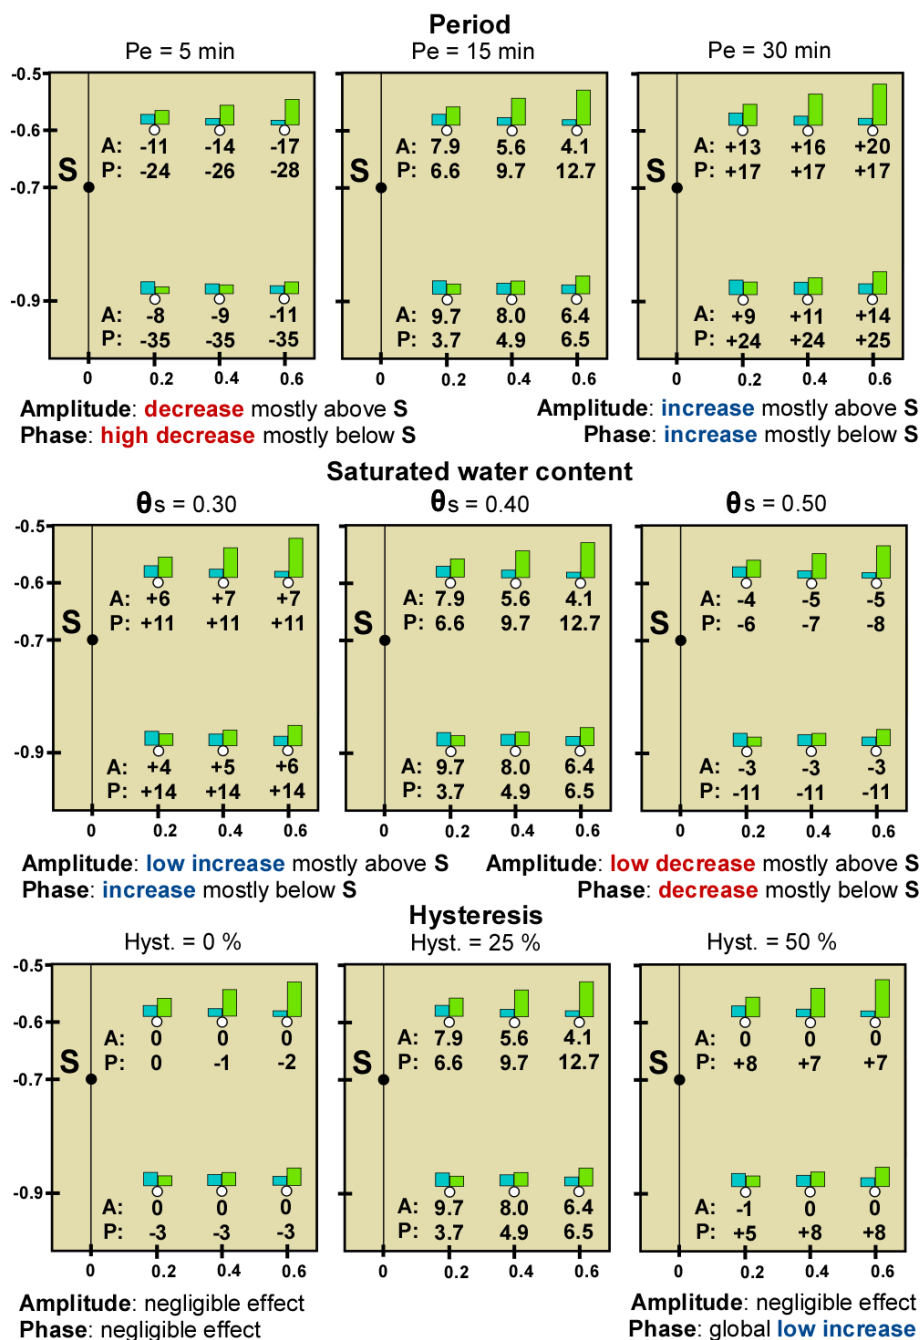 Period
Pe = 5 min Pe = 15 min Pe = 30 min
-0.5
-0.6
A: -11 -14 -17 A: 7.9 5.6 4.1 A: +13 +16 +20
S P: -24 -26 -28 S P: 6.6 9.7 12.7 S P: +17 +17 +17
-0.7
-0.9
A: -8 -9 -11 A: 9.7 8.0 6.4 A: +9 +11 +14
P: -35 -35 -35 P: 3.7 4.9 6.5 P: +24 +24 +25
0 0.2 0.4 0.6 0 0.2 0.4 0.6 0 0.2 0.4 0.6
Amplitude: decrease mostly above S Amplitude: increase mostly above S
Phase: high decrease mostly below S Phase: increase mostly below S
Saturated water content
θs = 0.30 θs = 0.40 θs = 0.50
-0.5
-0.6
A: +6 +7 +7 A: 7.9 5.6 4.1 A: -4 -5 -5
S P: +11 +11 +11 S P: 6.6 9.7 12.7 S P: -6 -7 -8
-0.7
-0.9
A: +4 +5 +6 A: 9.7 8.0 6.4 A: -3 -3 -3
P: +14 +14 +14 P: 3.7 4.9 6.5 P: -11 -11 -11
0 0.2 0.4 0.6 0 0.2 0.4 0.6 0 0.2 0.4 0.6
Amplitude: low increase mostly above S Amplitude: low decrease mostly above S
Phase: increase mostly below S Phase: decrease mostly below S
Hysteresis
Hyst. = 0 % Hyst. = 25 % Hyst. = 50 %
-0.5
-0.6
A: 0 0 0 A: 7.9 5.6 4.1 A: 0 0 0
S P: 0 -1 -2 S P: 6.6 9.7 12.7 S P: +8 +7 +7
-0.7
-0.9
A: 0 0 0 A: 9.7 8.0 6.4 A: -1 0 0
P: -3 -3 -3 P: 3.7 4.9 6.5 P: +5 +8 +8
0 0.2 0.4 0.6 0 0.2 0.4 0.6 0 0.2 0.4 0.6
Amplitude: negligible effect Amplitude: negligible effect
Phase: negligible effect Phase: global low increase